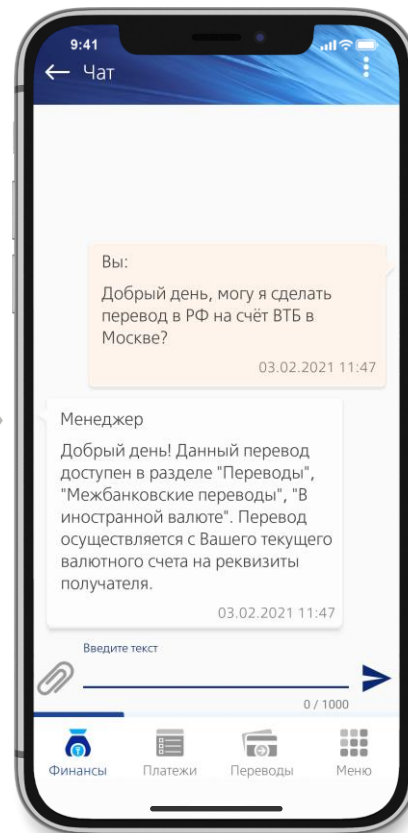 9:41
Чат
Вы:
Добрый день, могу я сделать
перевод в РФ на счёт ВТБ в
Москве?
03.02.2021 11:47
Менеджер
Добрый день! Данный перевод
доступен в разделе "Переводы",
"Межбанковские переводы", "В
иностранной валюте". Перевод
осуществляется с Вашего текущего
валютного счета на реквизиты
получателя.
03.02.2021 11:47
Введите текст
0 / 1000
Финансы Платежи Переводы Меню